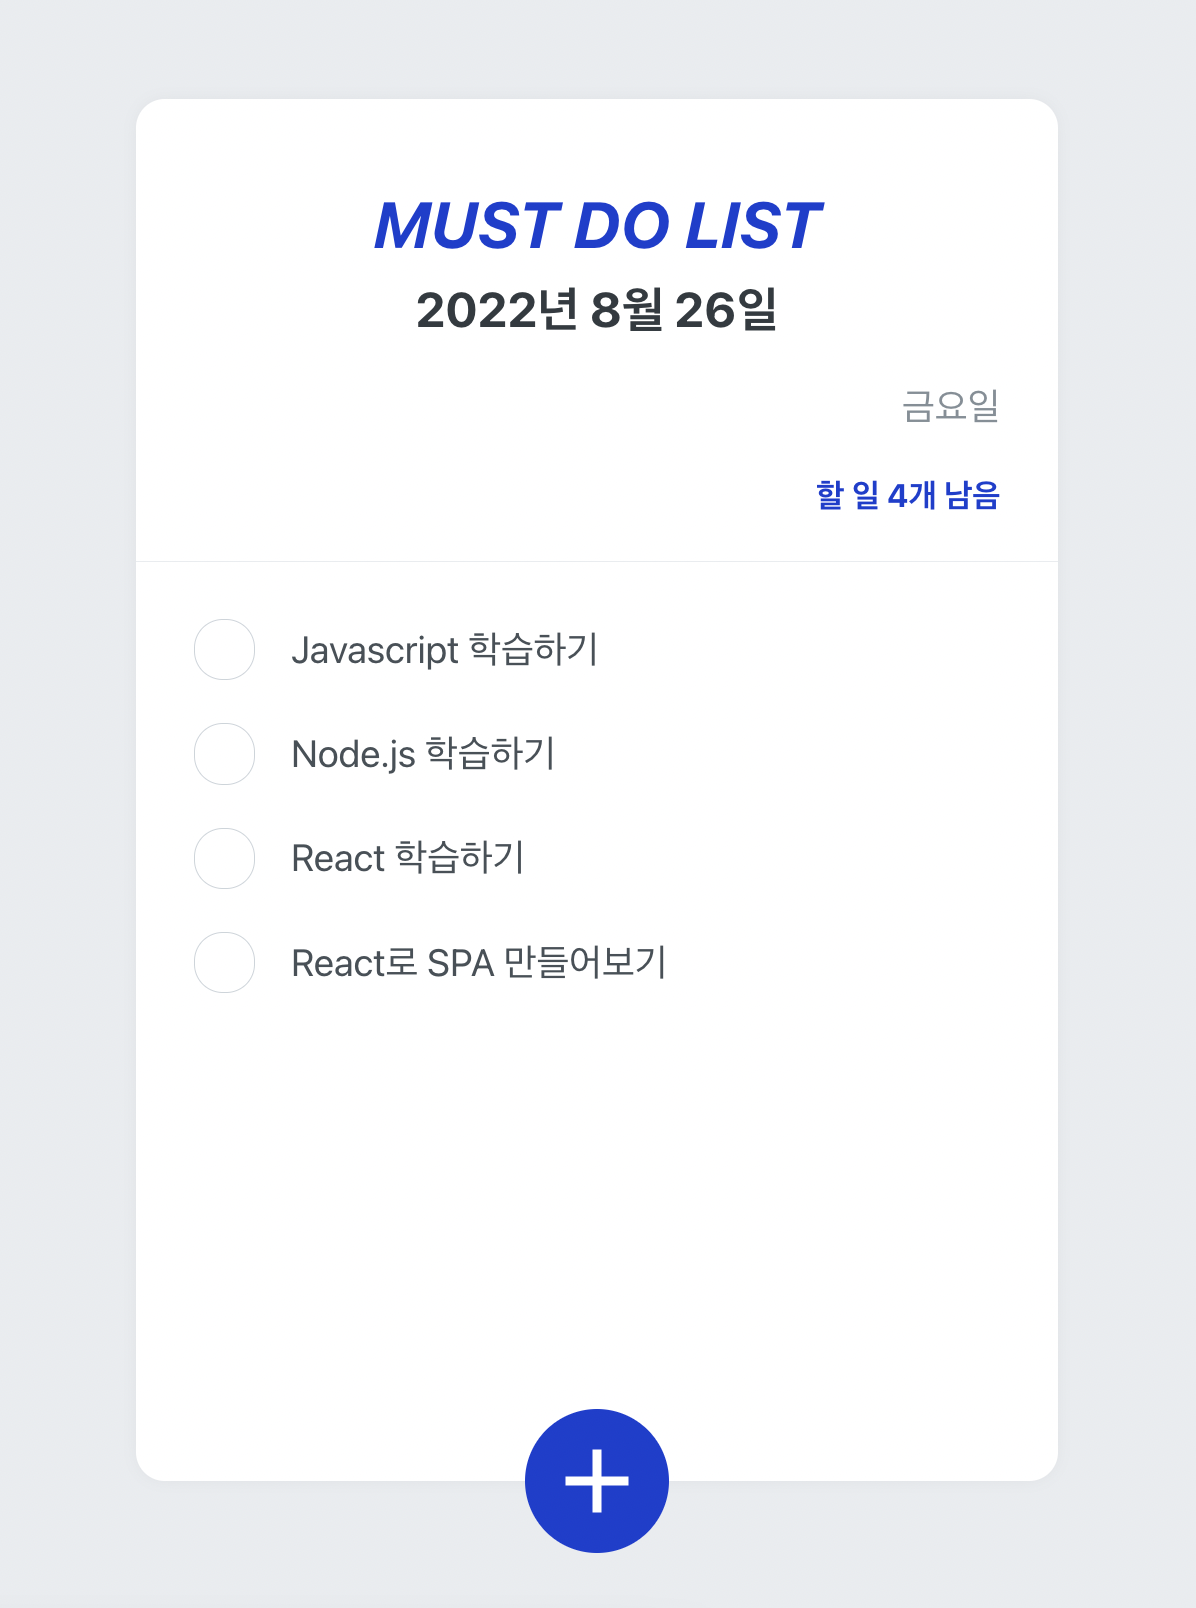 MUST DO LIST
2022년 8월 26일
금요일
할 일 4개 남음
Javascript 학습하기
Node.js 학습하기
React 학습하기
React로 SPA 만들어보기